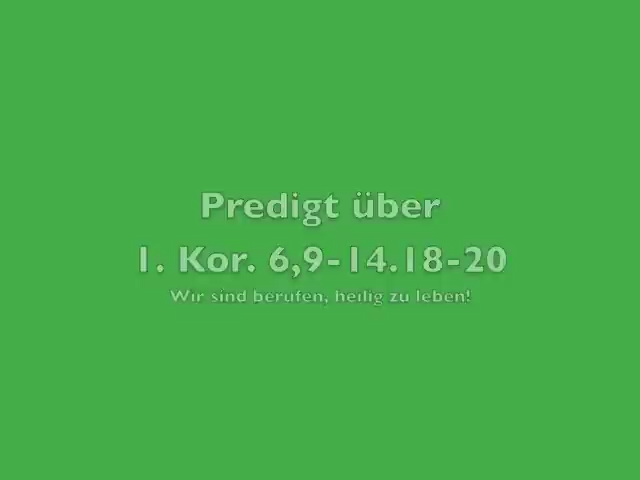 Predigt über
1. Kor. 6,9-14.18-20
Wir sind berufen, heilig zu leben!